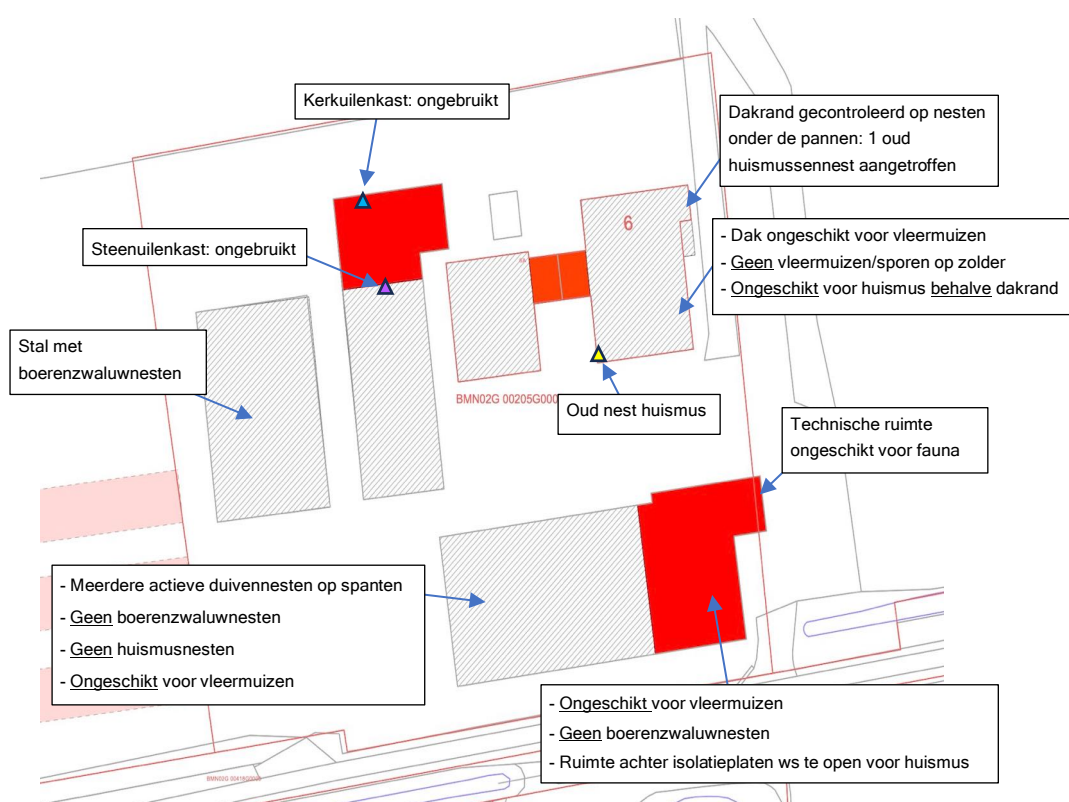 Kerkuilenkast: ongebruikt
Dakrand gecontroleerd op nesten
onder de pannen: 1 oud
huismussennest aangetroffen
6
Steenuilenkast: ongebruikt
- Dak ongeschikt voor vleermuizen
- Geen vleermuizen/sporen op zolder
- Ongeschikt voor huismus behalve dakrand
Stal met
boerenzwaluwnesten
BMN02G 00205G000
Oud nest huismus
Technische ruimte
ongeschikt voor fauna
- Meerdere actieve duivennesten op spanten
- Geen boerenzwaluwnesten
- Geen huismusnesten
- Ongeschikt voor vleermuizen
- Ongeschikt voor vleermuizen
- Geen boerenzwaluwnesten
- Ruimte achter isolatieplaten ws te open voor huismus